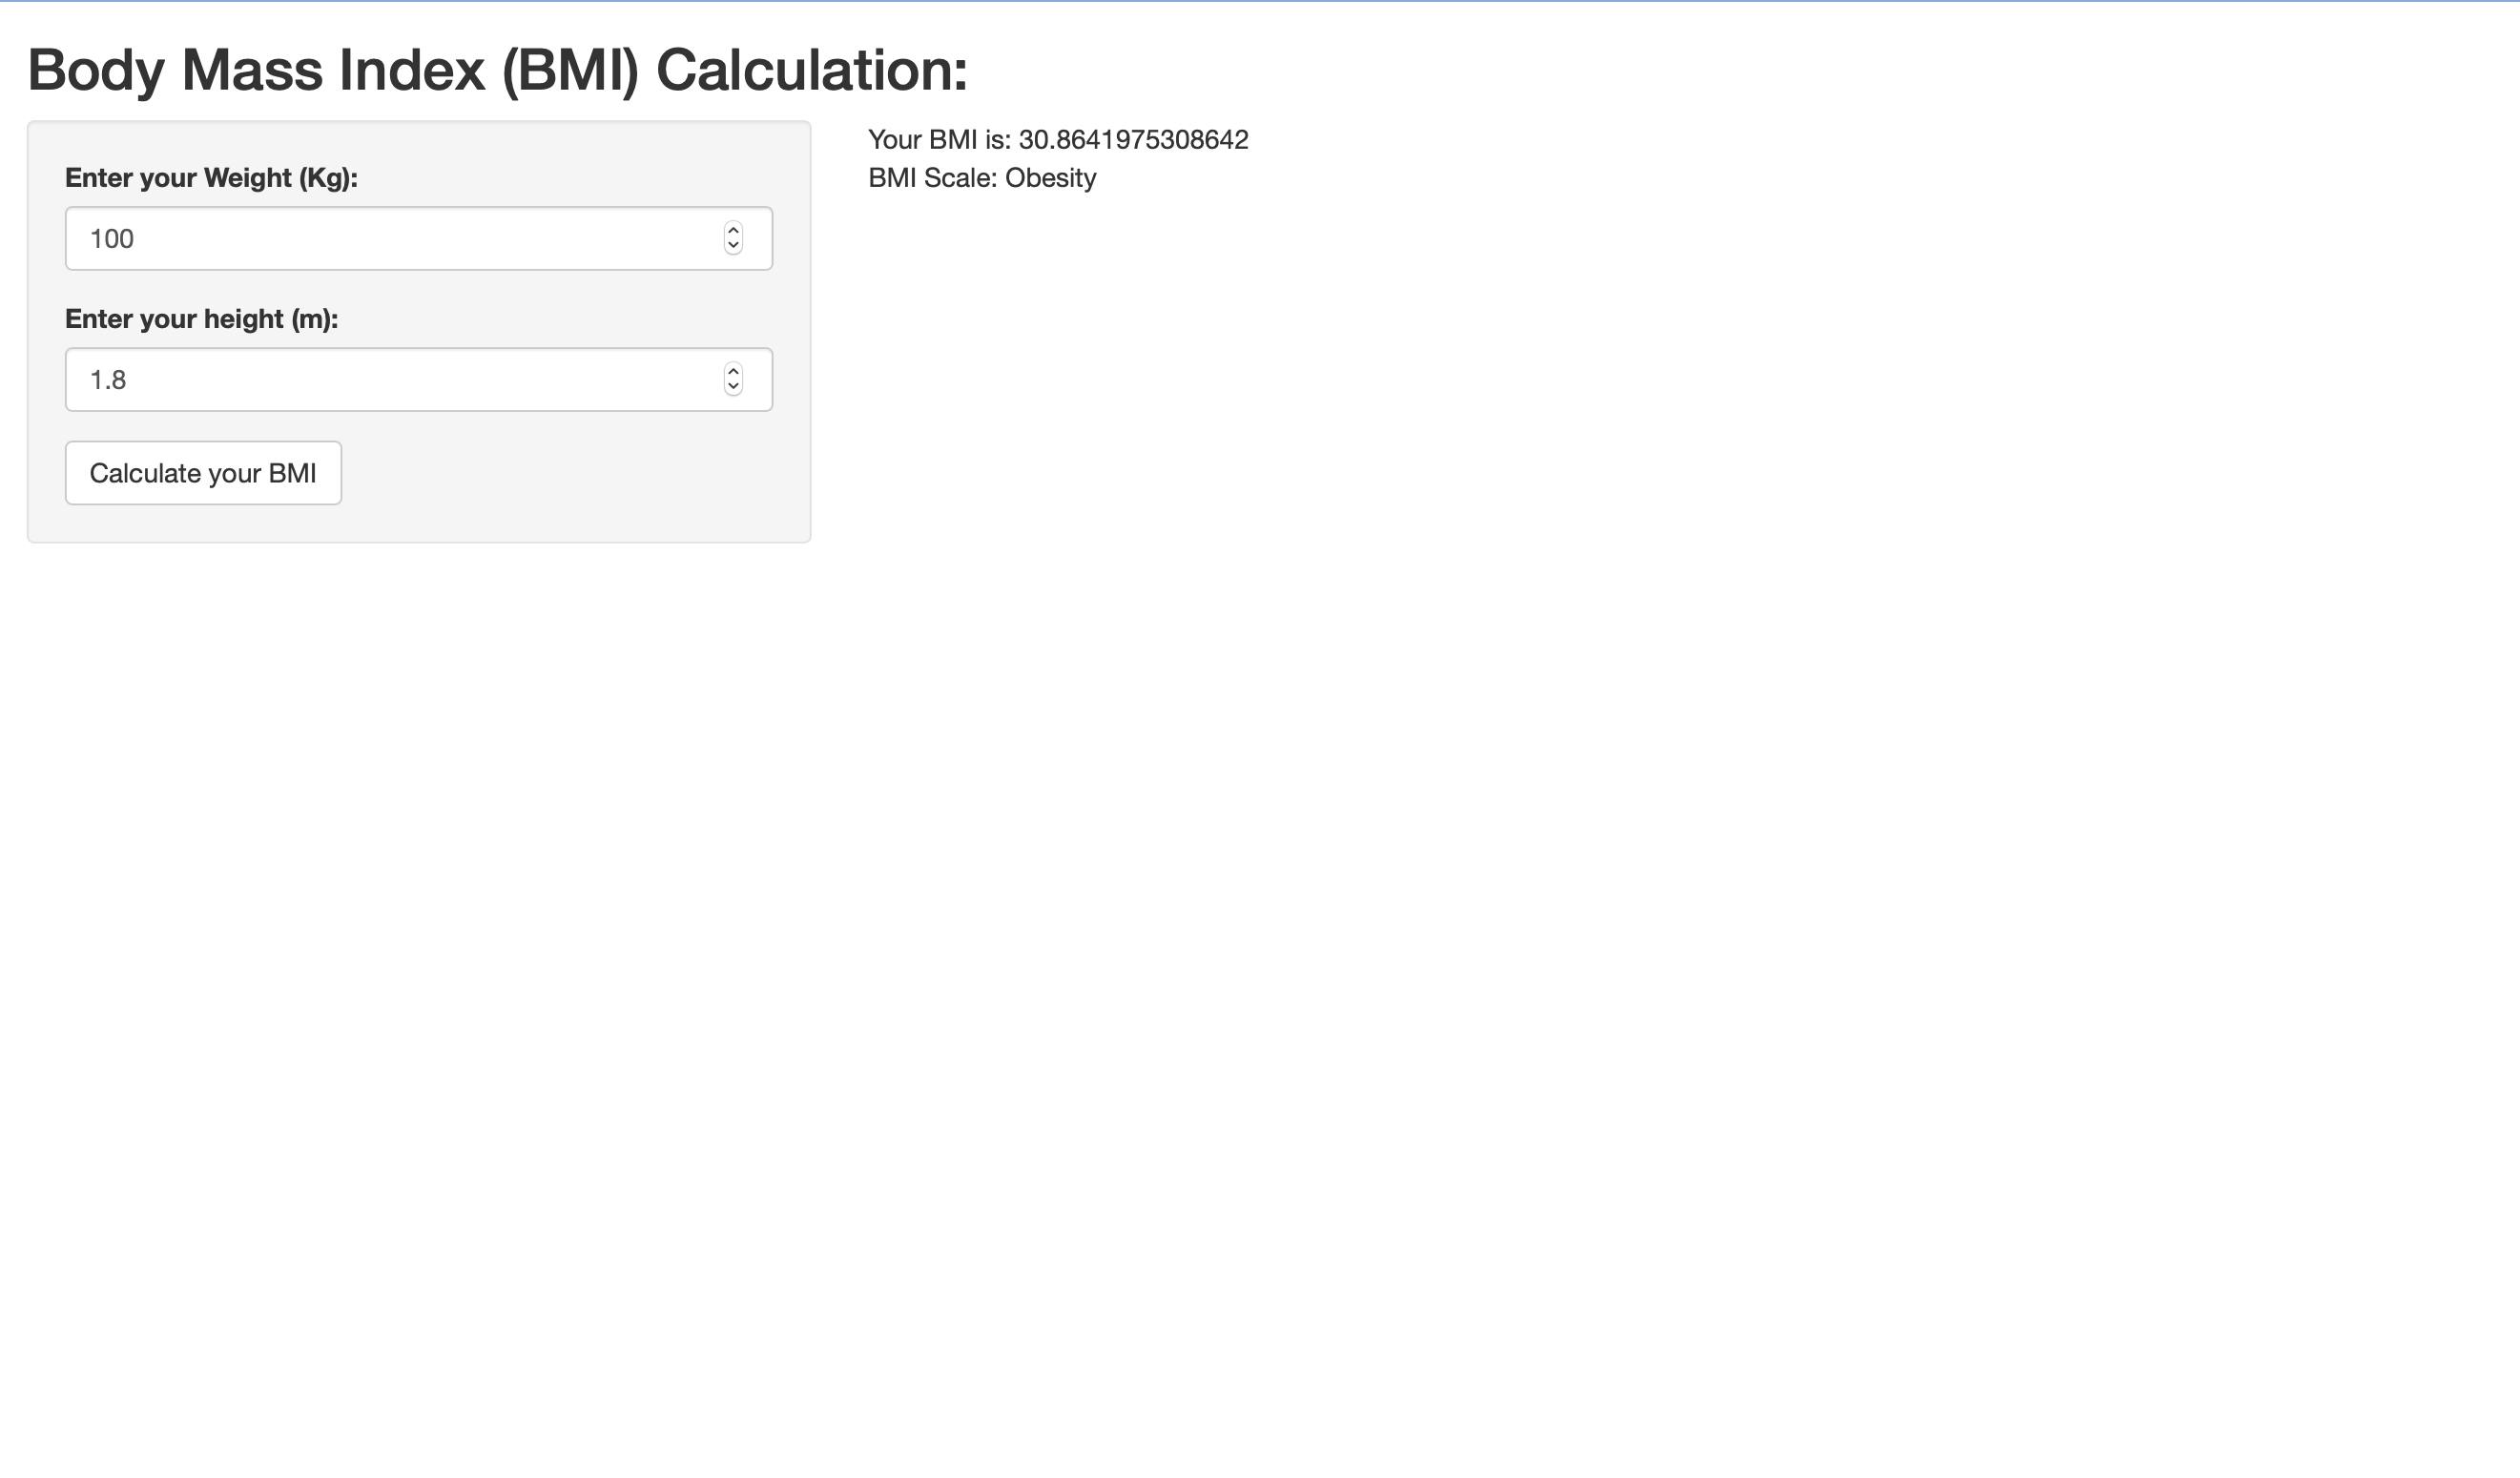 Body Mass Index (BMI) Calculation:
Enter your Weight (Kg):
100
Enter your height (m):
1.8
Calculate your BMI
Your BMI is: 30.8641975308642
BMI Scale: Obesity